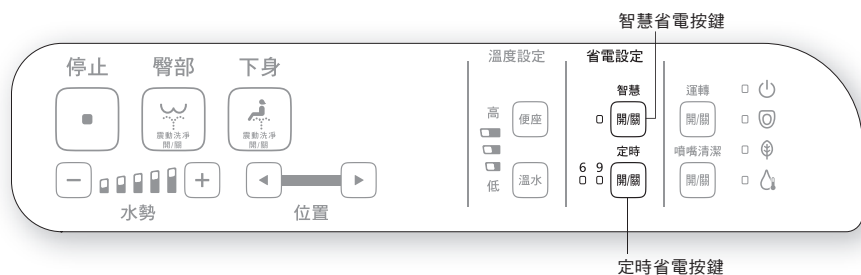 智慧省電按鍵
停止 臀部 下身
溫度設定
省電設定
震動洗淨
開/關
震動洗淨
開/關
水勢
位置
高
低
便座
溫水
智慧
開/關
定時
6 9
開/關
運轉
開/關
噴嘴清潔
開/關
定時省電按鍵